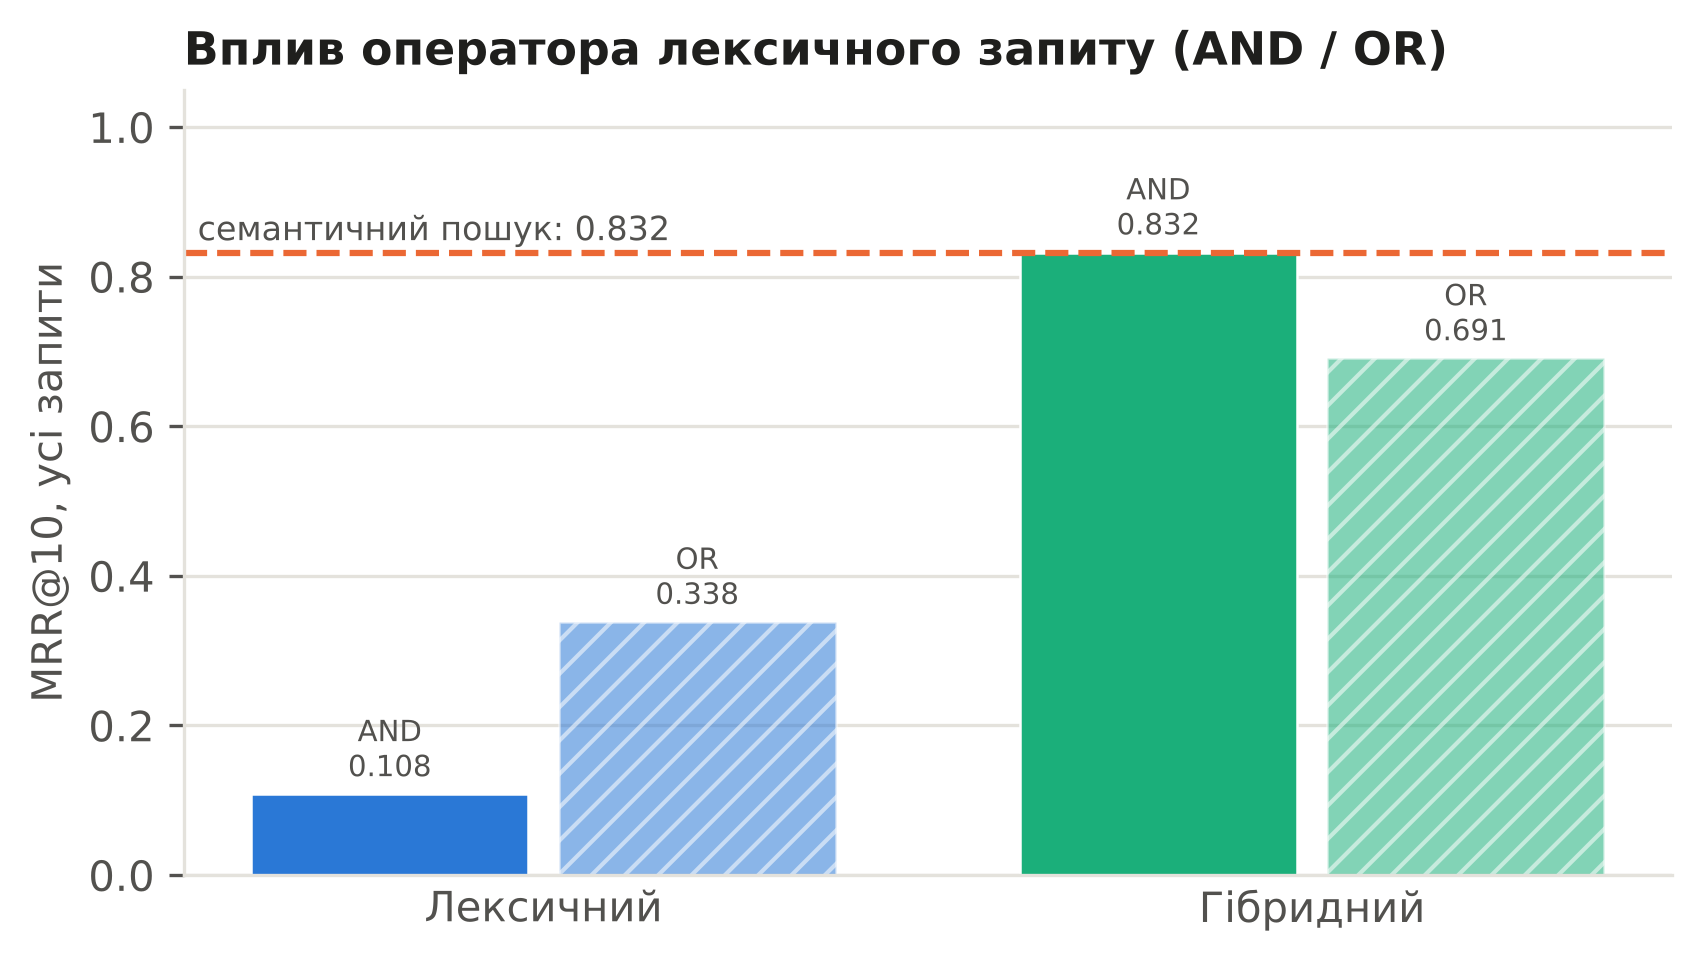 Вплив оператора лексичного запиту (AND / OR)
MRR@10, усі запити
1.0
0.8
0.6
0.4
0.2
0.0
семантичний пошук: 0.832
AND
0.108
OR
0.338
AND
0.832
OR
0.691
Лексичний
Гібридний